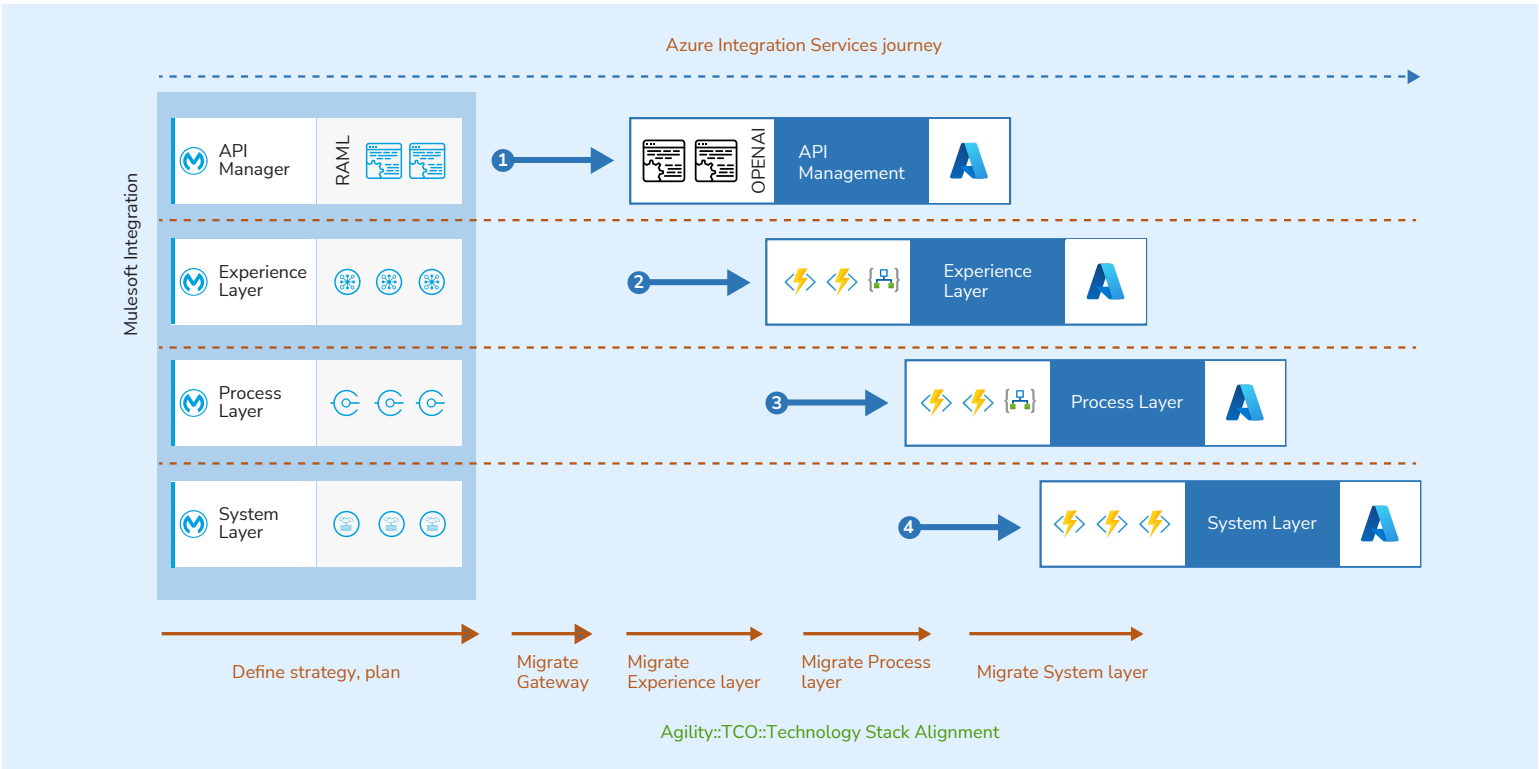 Azure Integration Services journey
Mulesoft Integration
API
Manager
RAML
1
OPENAI
API
Management
Experience
Layer
2
Experience
Layer
Process
Layer
3
Process Layer
System
Layer
4
System Layer
Define strategy, plan
Migrate
Gateway
Migrate
Experience layer
Migrate Process
layer
Migrate System layer
Agility::TCO::Technology Stack Alignment